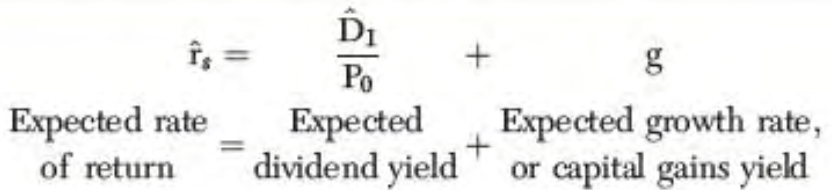 r̂ₛ = D̂₁/P₀ + g
Expected rate of return = Expected dividend yield + Expected growth rate, or capital gains yield